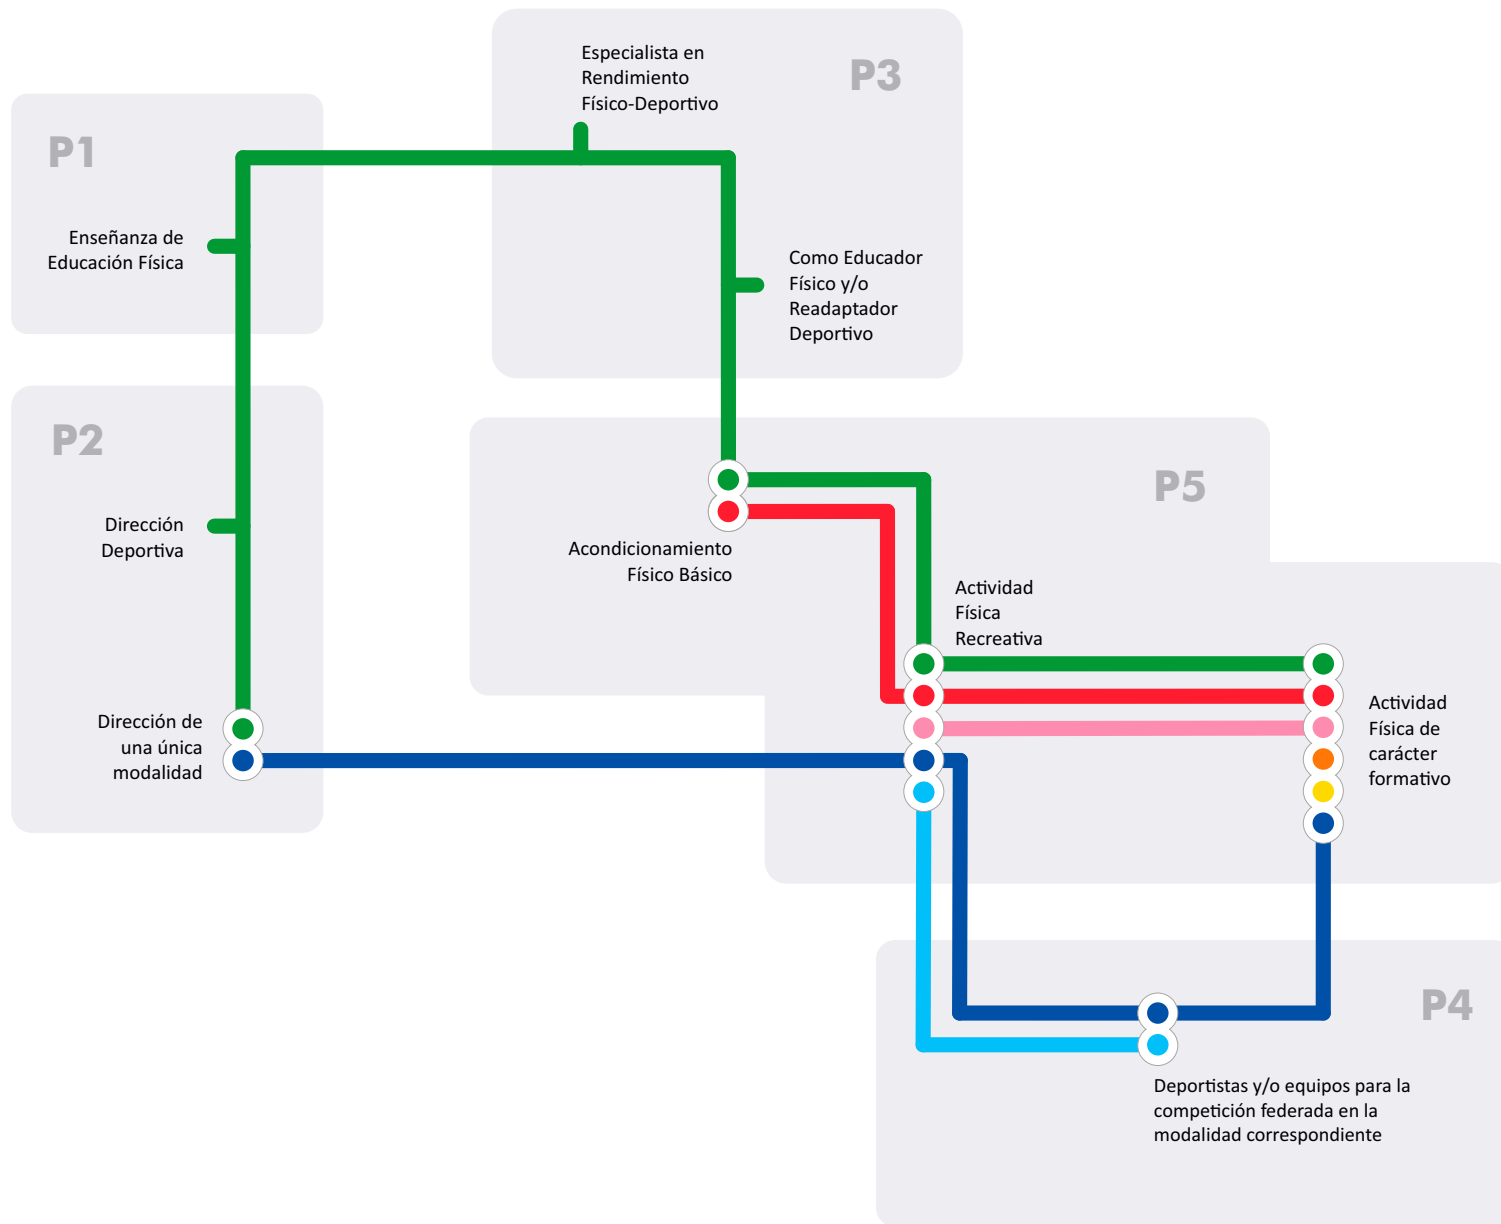 P1
Enseñanza de
Educación Física
P3
Especialista en
Rendimiento
Físico-Deportivo
Como Educador
Físico y/o
Readaptador
Deportivo
P2
Dirección
Deportiva
Dirección de
una única
modalidad
P5
Acondicionamiento
Físico Básico
Actividad
Física
Recreativa
Actividad
Física de
carácter
formativo
P4
Deportistas y/o equipos para la
competición federada en la
modalidad correspondiente